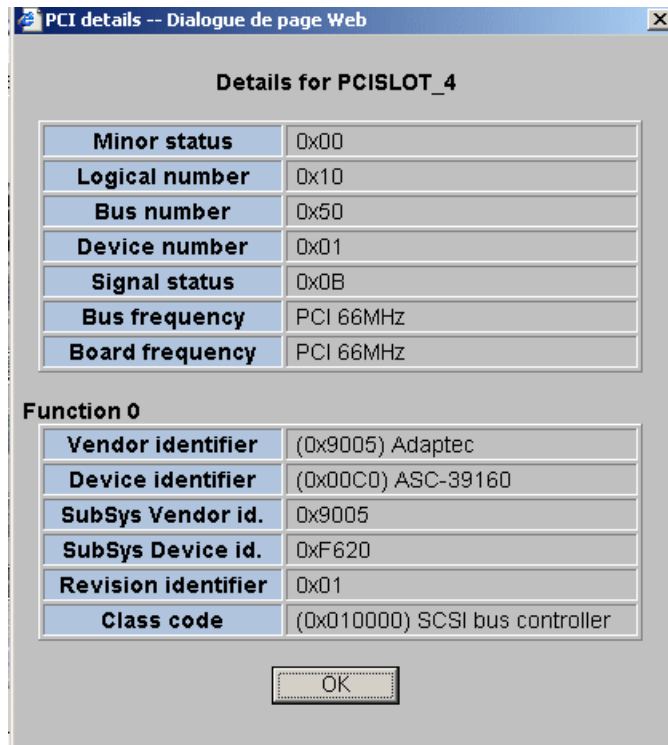 PCI details -- Dialogue de page Web
Details for PCISLOT_4
Minor status 0x00
Logical number 0x10
Bus number 0x50
Device number 0x01
Signal status 0x0B
Bus frequency PCI 66MHz
Board frequency PCI 66MHz
Function 0
Vendor identifier (0x9005) Adaptec
Device identifier (0x00C0) ASC-39160
SubSys Vendor id. 0x9005
SubSys Device id. 0xF620
Revision identifier 0x01
Class code (0x010000) SCSI bus controller
OK